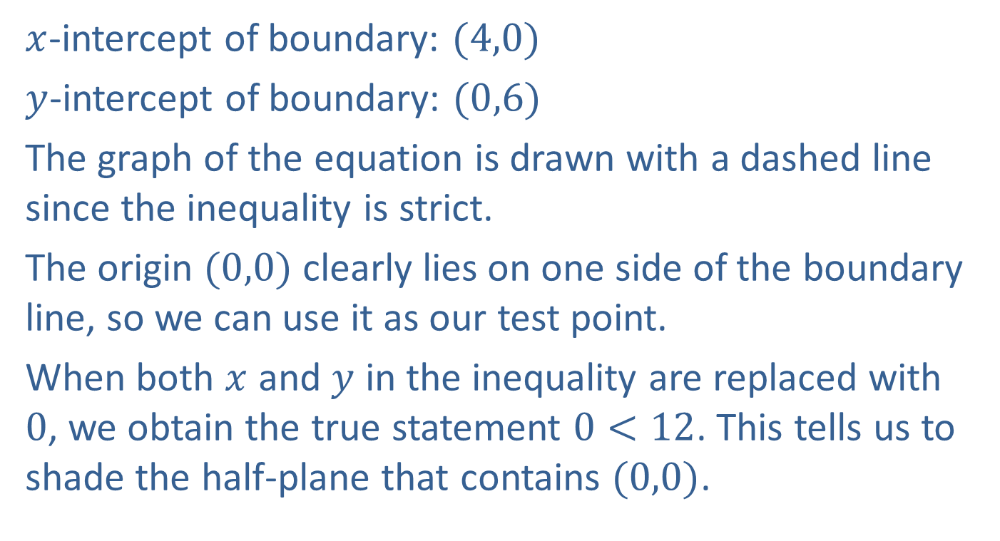 x-intercept of boundary: (4,0)
y-intercept of boundary: (0,6)
The graph of the equation is drawn with a dashed line
since the inequality is strict.
The origin (0,0) clearly lies on one side of the boundary
line, so we can use it as our test point.
When both x and y in the inequality are replaced with
0, we obtain the true statement 0 < 12. This tells us to
shade the half-plane that contains (0,0).